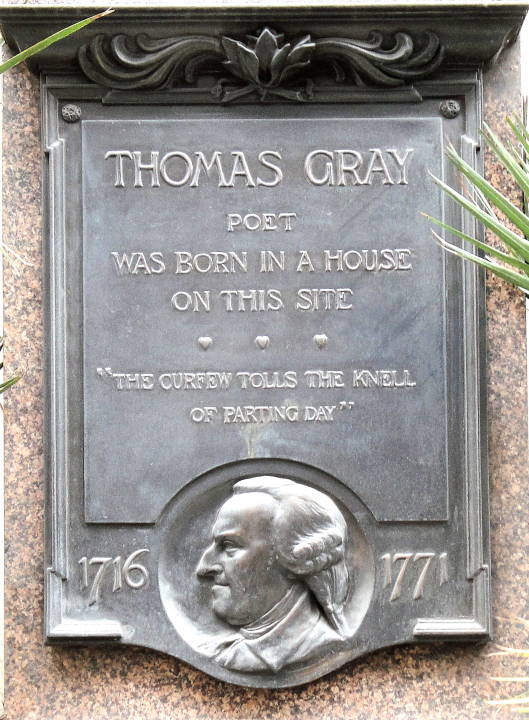 THOMAS GRAY
POET
WAS BORN IN A HOUSE
ON THIS SITE
"THE CURFEW TOLLS THE KNELL
OF PARTING DAY"
1716 1771